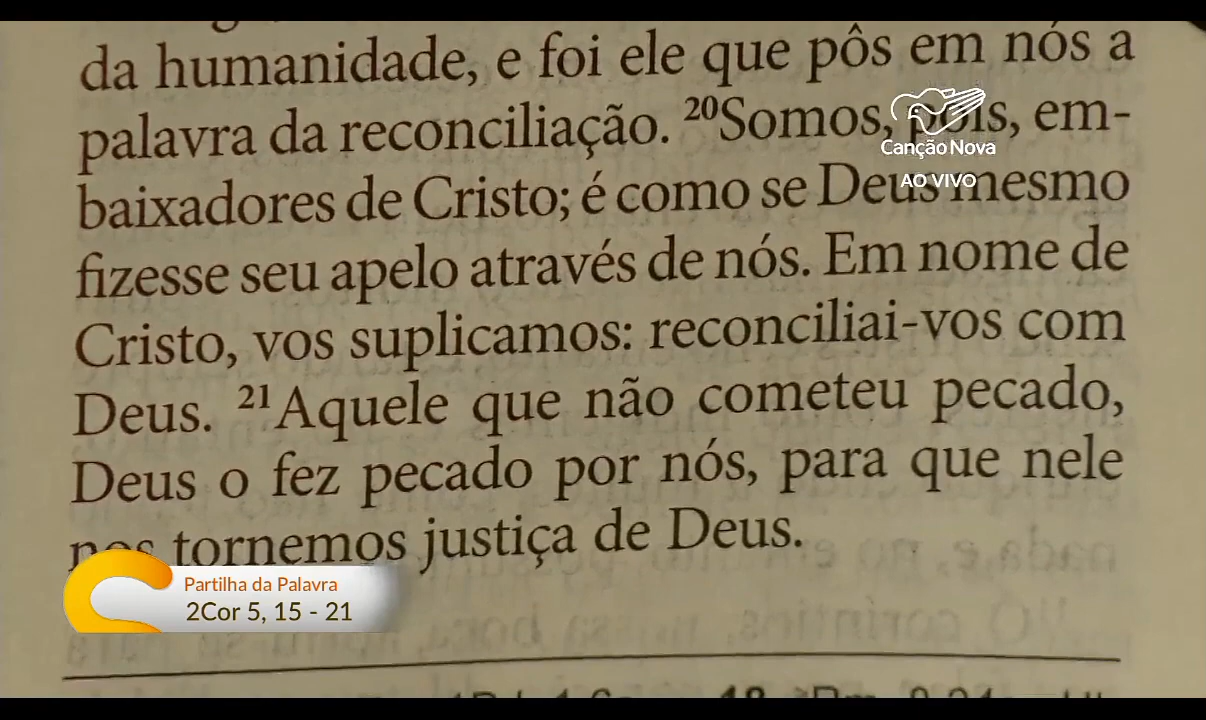 da humanidade, e foi ele que pôs em nós a
palavra da reconciliação. ²⁰Somos, pois, em-
baixadores de Cristo; é como se Deus mesmo
fizesse seu apelo através de nós. Em nome de
Cristo, vos suplicamos: reconciliai-vos com
Deus. ²¹Aquele que não cometeu pecado,
Deus o fez pecado por nós, para que nele
nos tornemos justiça de Deus.
Canção Nova
AO VIVO
Partilha da Palavra
2Cor 5, 15 - 21